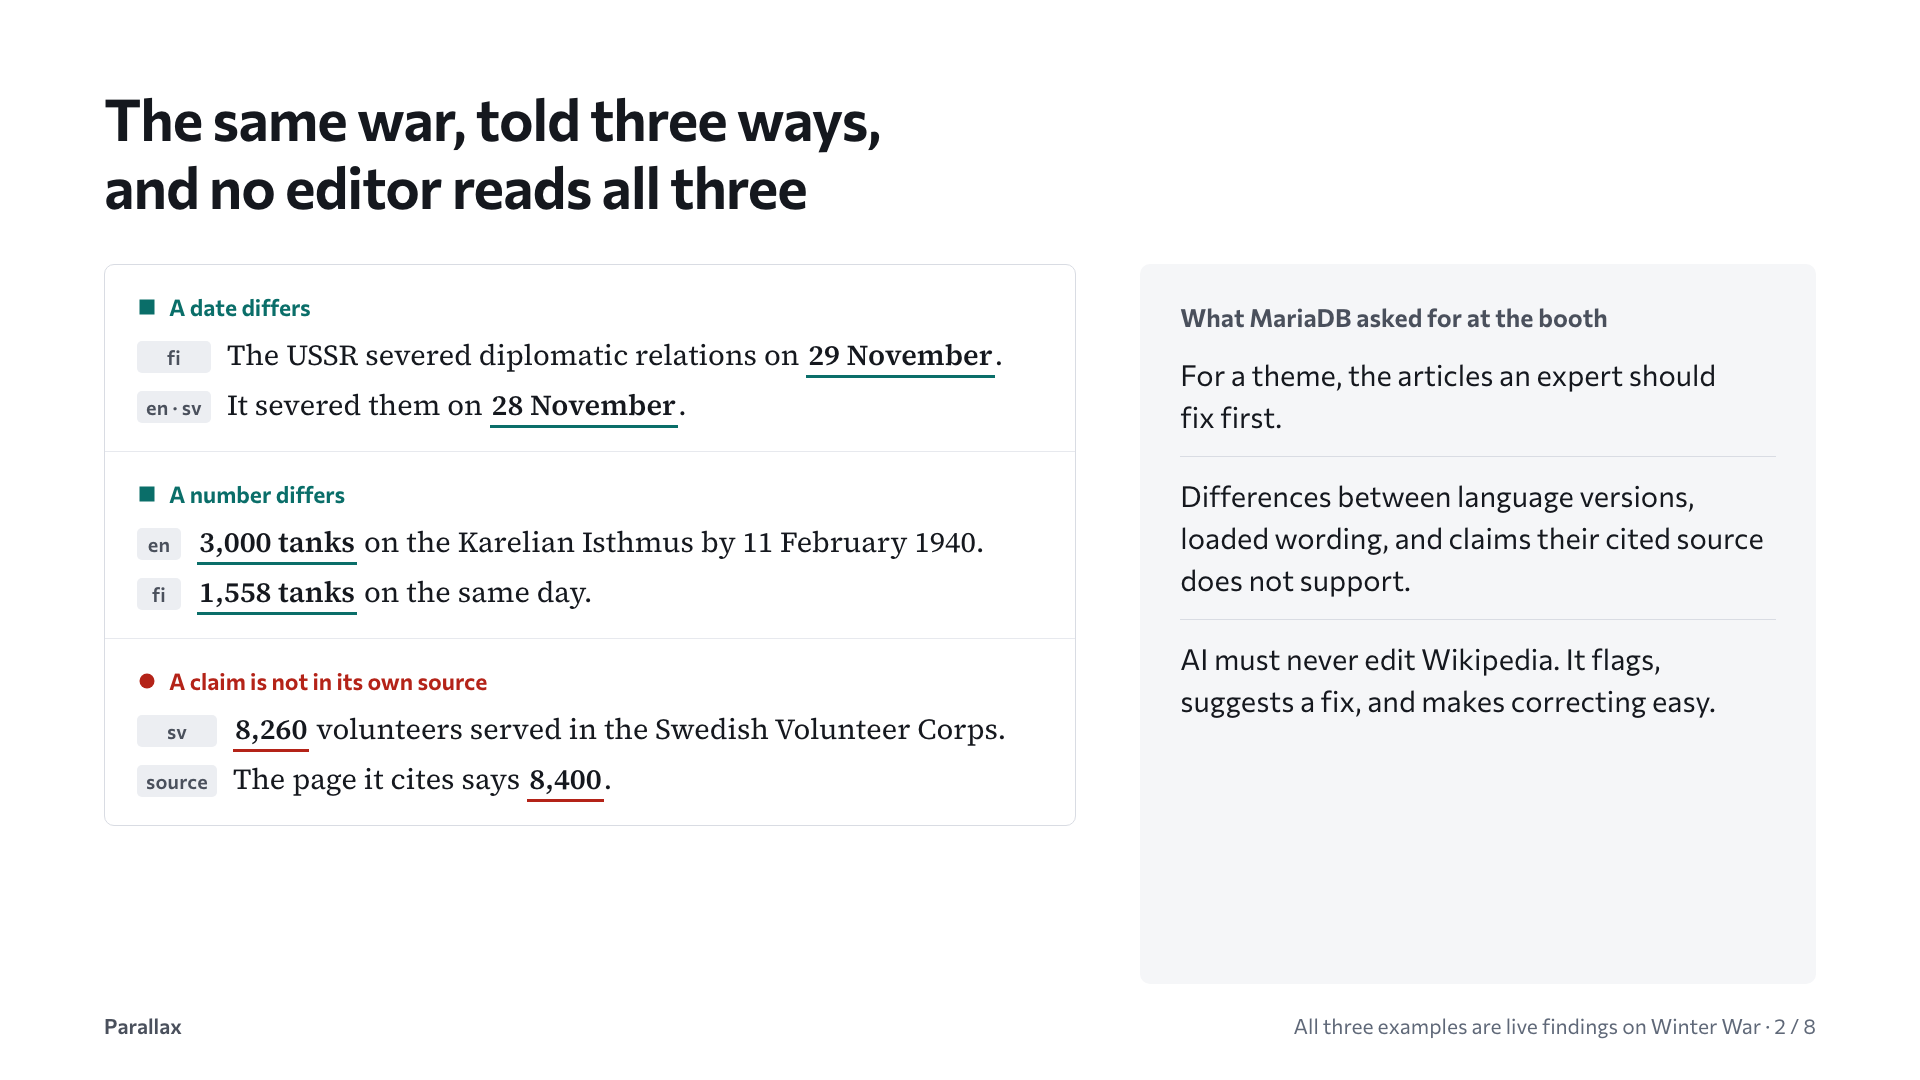 The same war, told three ways,
and no editor reads all three
A date differs
fi The USSR severed diplomatic relations on 29 November.
en · sv It severed them on 28 November.
A number differs
en 3,000 tanks on the Karelian Isthmus by 11 February 1940.
fi 1,558 tanks on the same day.
A claim is not in its own source
sv 8,260 volunteers served in the Swedish Volunteer Corps.
source The page it cites says 8,400.
What MariaDB asked for at the booth
For a theme, the articles an expert should
fix first.
Differences between language versions,
loaded wording, and claims their cited source
does not support.
AI must never edit Wikipedia. It flags,
suggests a fix, and makes correcting easy.
Parallax
All three examples are live findings on Winter War · 2 / 8